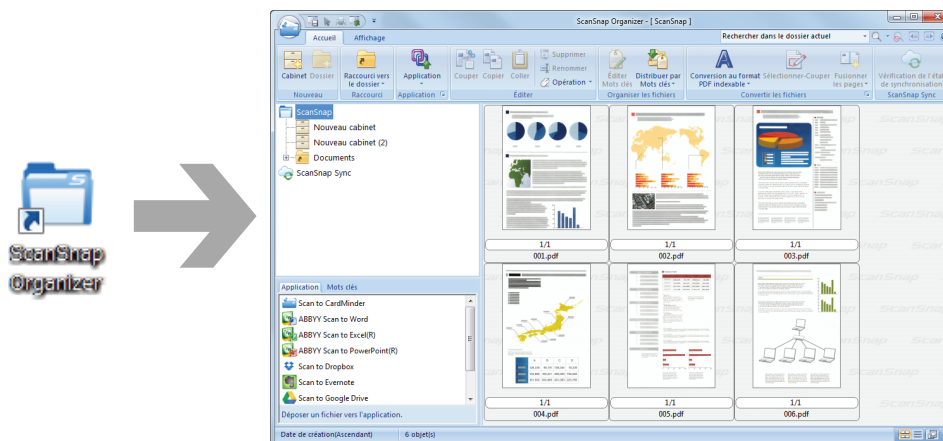 ScanSnap
Organizer
ScanSnap Organizer - [ ScanSnap ]
Accueil
Affichage
Rechercher dans le dossier actuel
Cabinet
Dossier
Raccourci vers
le dossier
Application
Couper
Copier
Coller
Supprimer
Renommer
Opération
Éditer
Mots clés
Distribuer par
Mots clés
Conversion au format
PDF indexable
Sélectionner-Couper
Fusionner
les pages
Vérification de l'éta
de synchronisation
Nouveau
Raccourci
Application
Éditer
Organiser les fichiers
Convertir les fichiers
ScanSnap Sync
ScanSnap
Nouveau cabinet
Nouveau cabinet (2)
Documents
ScanSnap Sync
1/1
1/1
1/1
001.pdf
002.pdf
003.pdf
1/1
1/1
1/1
004.pdf
005.pdf
006.pdf
Application
Mots clés
Scan to CardMinder
ABBYY Scan to Word
ABBYY Scan to Excel(R)
ABBYY Scan to PowerPoint(R)
Scan to Dropbox
Scan to Evernote
Scan to Google Drive
Déposer un fichier vers l'application.
Date de création(Ascendant)
6 objet(s)